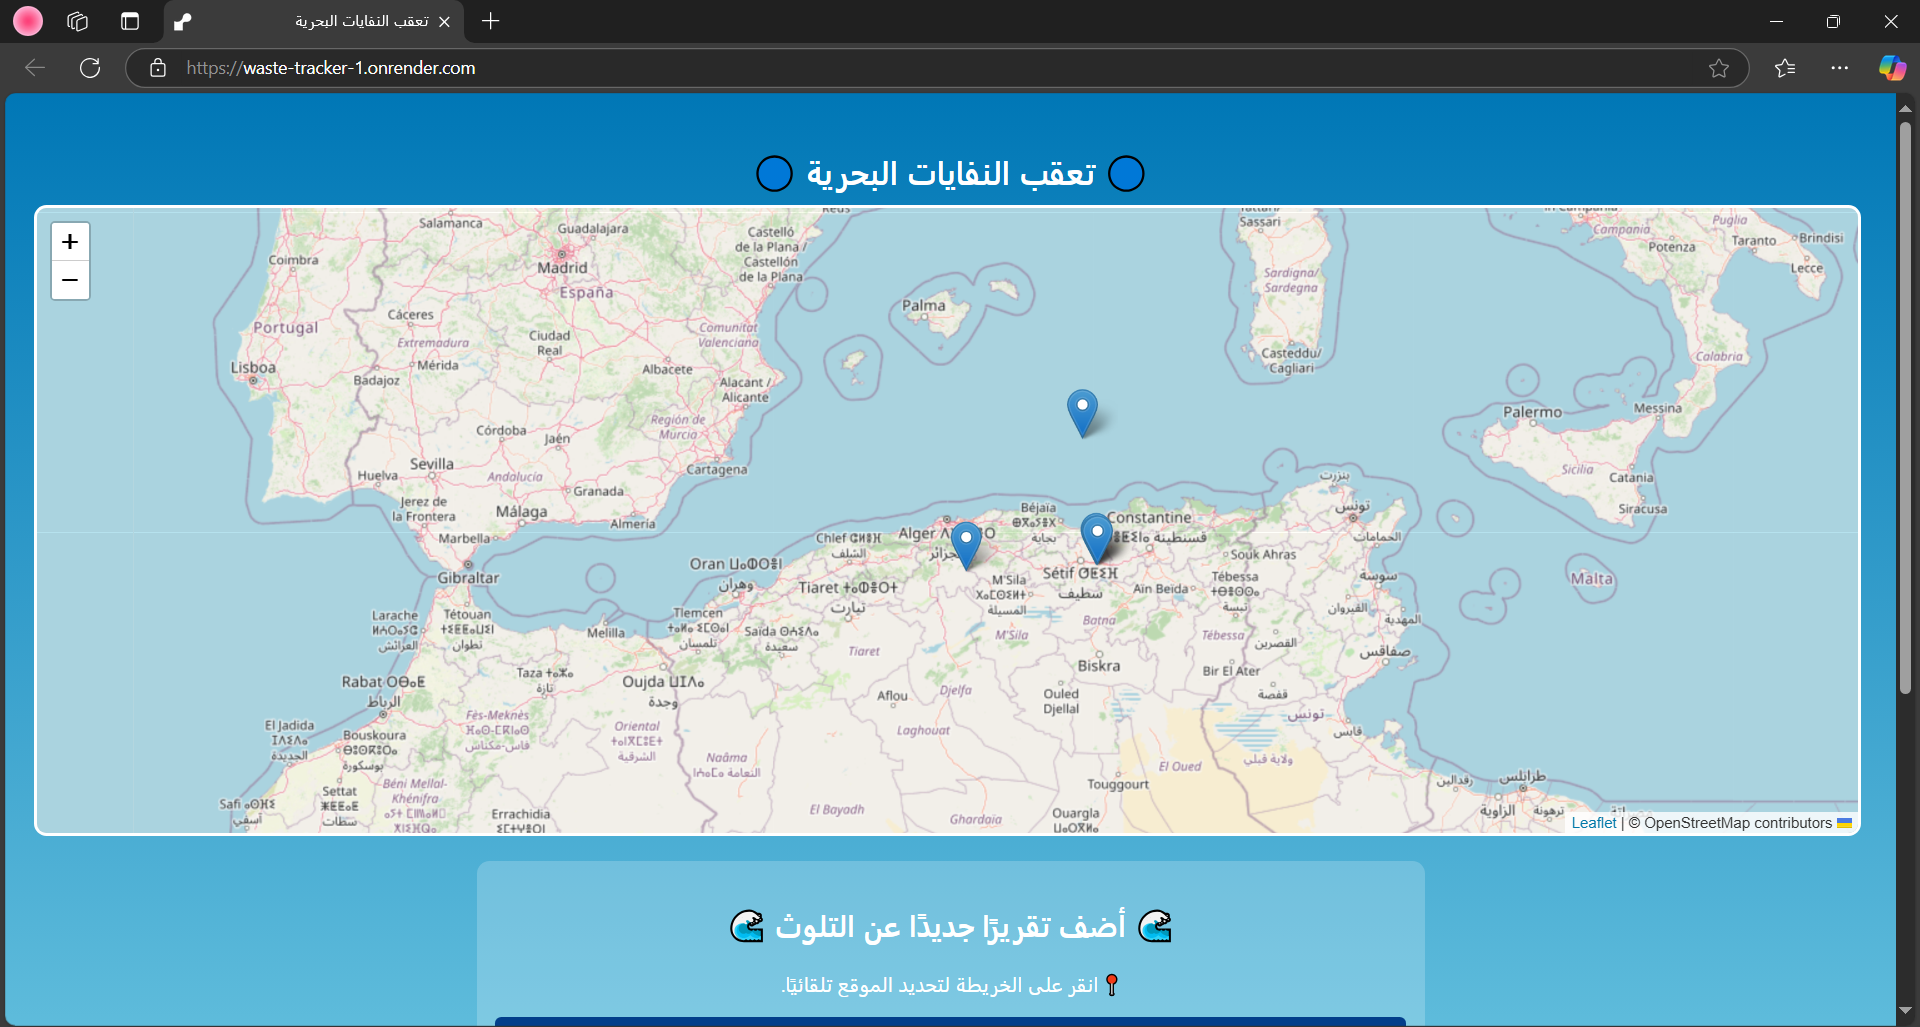 تعقب النفايات البحرية
https://waste-tracker-1.onrender.com
تعقب النفايات البحرية
+
−
Salamanca
Guadalajara
Coimbra
Madrid
España
Castelló
de la Plana /
Castellón
de la Plana
Reus
Palma
Sassari
Sardigna/
Sardegna
Casteddu/
Cagliari
Campania
Potenza
Puglia
Taranto
Brindisi
Lecce
Calabria
Portugal
Cáceres
Extremadura
Ciudad
Real
Comunitat
Valenciana
Lisboa
Badajoz
Mérida
Albacete
Alacant /
Alicante
Región de
Murcia
Córdoba
Jaén
Sevilla
Huelva
Andalucía
Granada
Cartagena
Jerez de
la Frontera
Málaga
Almería
Marbella
Gibraltar
Palermo
Messina
Sicilia
Catania
Siracusa
Malta
بنزرت
تونس
الحمامات
سوسة
القيروان
المهدية
صفاقس
القصرين
قفصة
تونس
قابس
ولاية قبلي
Béjaïa
بجاية
Constantine
قسنطينة
Alger
Chlef
الشلف
Oran
وهران
Tiaret
تيارت
M'Sila
المسيلة
M'Sila
Sétif
سطيف
Souk Ahras
Ain Beida
Tébessa
تبسة
Batna
Tébessa
Biskra
Bir El Ater
Tlemcen
تلمسان
Saida
سعيدة
Tiaret
Aflou
Djelfa
Ouled
Djellal
Laghouat
El Oued
Touggourt
Ouargla
Ghardaia
El Bayadh
Naâma
النعامة
Larache
العرائش
Tétouan
تطوان
Melilla
Rabat
الرباط
Taza
تازة
Oujda
وجدة
El Jadida
الجديدة
Bouskoura
بوسكورة
Fès-Meknès
فاس-مكناس
Oriental
الشرقية
Settat
سطات
Safi
آسفي
Béni Mellal-
Khénifra
Errachidia
رقدالين
طرابلس
الزاوية
ترهونة
Leaflet | © OpenStreetMap contributors
أضف تقريرًا جديدًا عن التلوث
انقر على الخريطة لتحديد الموقع تلقائيًا.